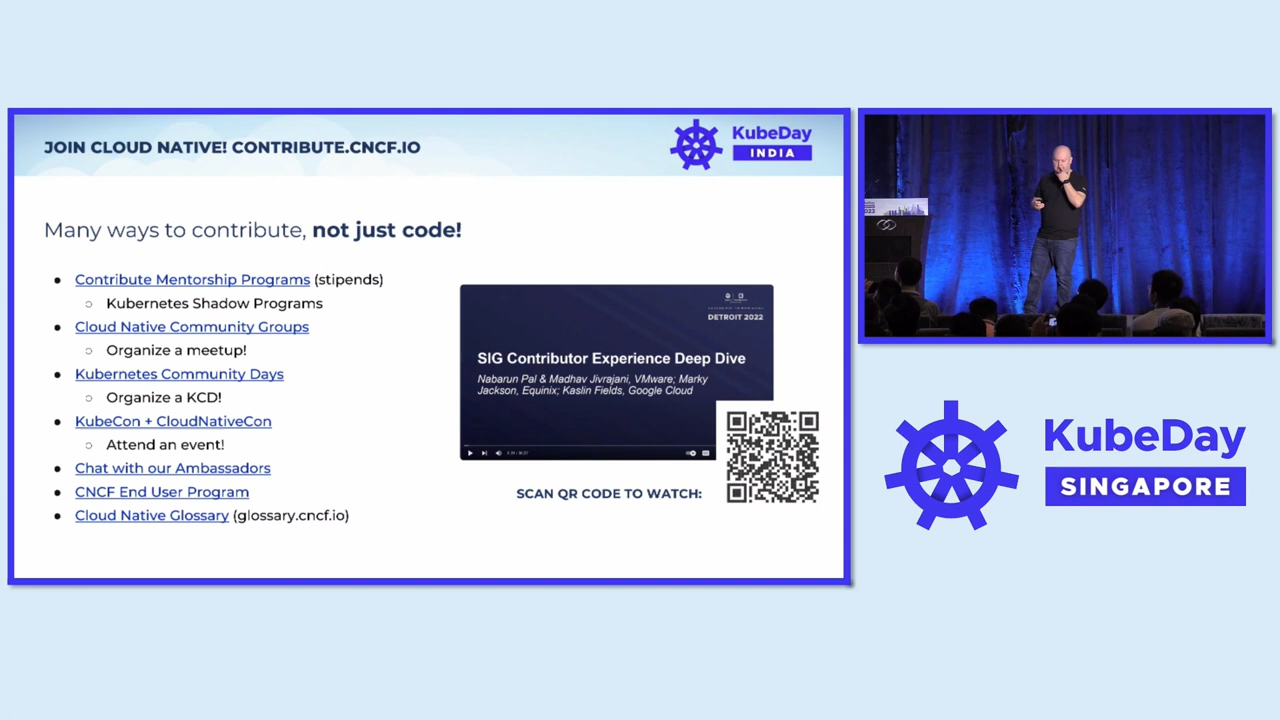 JOIN CLOUD NATIVE! CONTRIBUTE.CNCF.IO
KubeDay
INDIA
Many ways to contribute, not just code!
Contribute Mentorship Programs (stipends)
Kubernetes Shadow Programs
Cloud Native Community Groups
Organize a meetup!
Kubernetes Community Days
Organize a KCD!
KubeCon + CloudNativeCon
Attend an event!
Chat with our Ambassadors
CNCF End User Program
Cloud Native Glossary (glossary.cncf.io)
DETROIT 2022
SIG Contributor Experience Deep Dive
Nabarun Pal & Madhav Jivrajani, VMware; Marky
Jackson, Equinix; Kaslin Fields, Google Cloud
SCAN QR CODE TO WATCH:
KubeDay
SINGAPORE